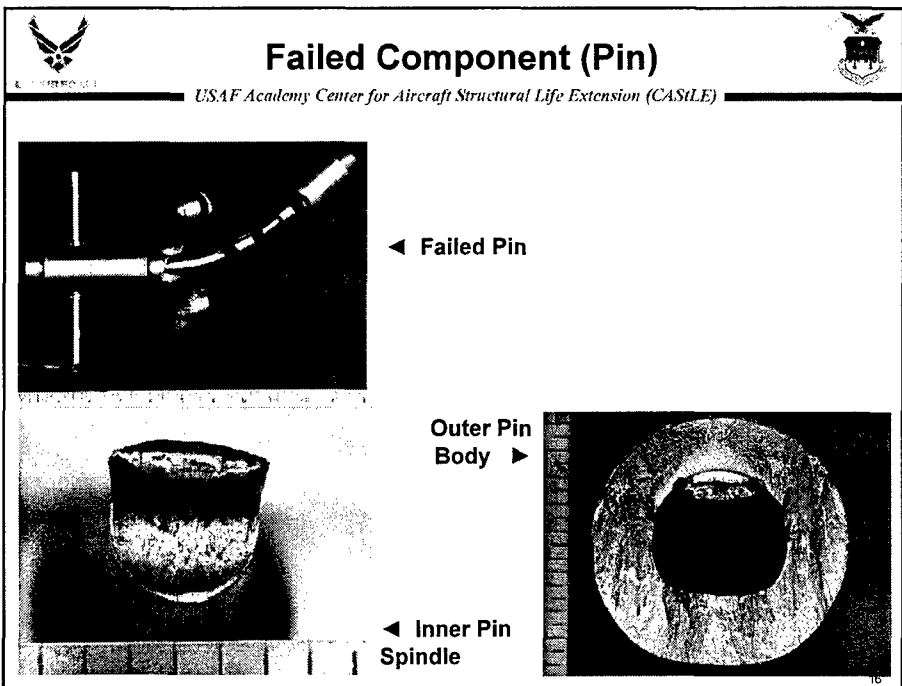 Failed Component (Pin)
USAF Academy Center for Aircraft Structural Life Extension (CAStLE)
◄ Failed Pin
Outer Pin
Body ►
◄ Inner Pin
Spindle
16